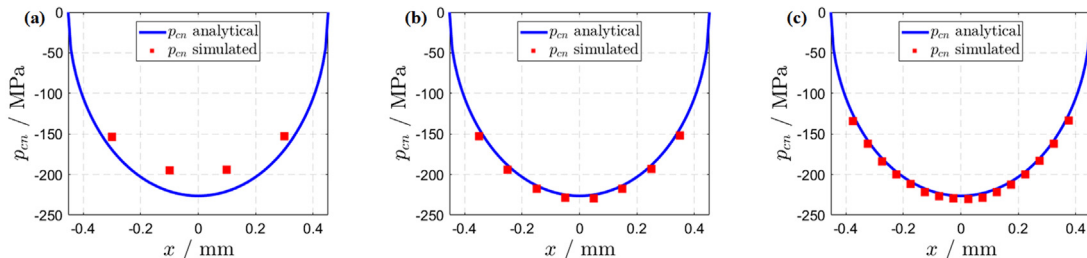 (a)
p_cn analytical
p_cn simulated
0
-50
-100
-150
-200
-250
p_cn / MPa
-0.4 -0.2 0 0.2 0.4
x / mm
(b)
p_cn analytical
p_cn simulated
0
-50
-100
-150
-200
-250
p_cn / MPa
-0.4 -0.2 0 0.2 0.4
x / mm
(c)
p_cn analytical
p_cn simulated
0
-50
-100
-150
-200
-250
p_cn / MPa
-0.4 -0.2 0 0.2 0.4
x / mm